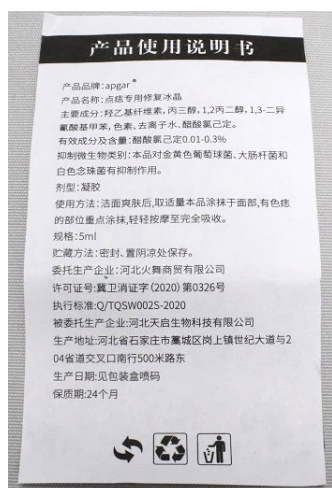 产品使用说明书
产品品牌:apgar®
产品名称:点痣专用修复冰晶
主要成分:羟乙基纤维素，丙三醇，1,2丙二醇，1,3-二异
氰酸基甲苯，色素、去离子水、醋酸氯己定。
有效成分及含量:醋酸氯己定0.01-0.3%
抑制微生物类别:本品对金黄色葡萄球菌、大肠杆菌和
白色念珠菌有抑制作用。
剂型:凝胶
使用方法:洁面爽肤后,取适量本品涂抹于面部,有色痣
的部位重点涂抹,轻轻按摩至完全吸收。
规格:5ml
贮藏方法:密封、置阴凉处保存。
委托生产企业:河北火舞商贸有限公司
许可证号:冀卫消证字(2020)第0326号
执行标准:Q/TQSW002S-2020
被委托生产企业:河北天启生物科技有限公司
生产地址:河北省石家庄市藁城区岗上镇世纪大道与2
04省道交叉口南行500米路东
生产日期:见包装盒喷码
保质期:24个月